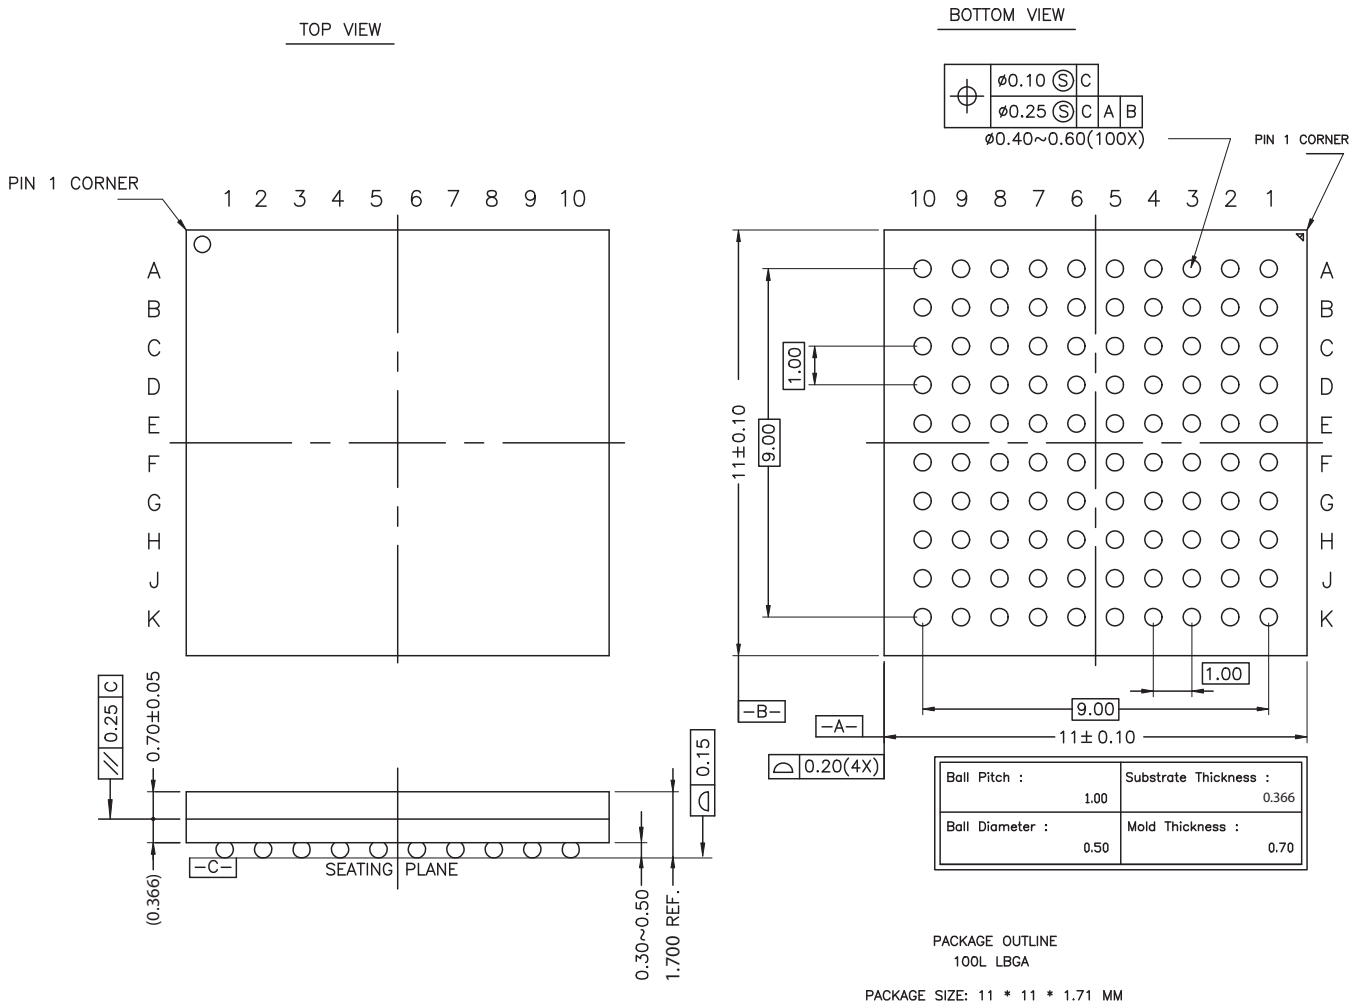 TOP VIEW
BOTTOM VIEW
⌀0.10 Ⓢ C
⌀0.25 Ⓢ C A B
⌀0.40~0.60(100X)
PIN 1 CORNER
PIN 1 CORNER
1 2 3 4 5 6 7 8 9 10
10 9 8 7 6 5 4 3 2 1
A
B
C
D
E
F
G
H
J
K
A
B
C
D
E
F
G
H
J
K
1.00
9.00
11±0.10
1.00
9.00
11±0.10
-B-
-A-
0.20(4X)
// 0.25 C
0.70±0.05
(0.366)
-C-
SEATING PLANE
0.15
0.30~0.50
1.700 REF.
Ball Pitch :
1.00
Substrate Thickness :
0.366
Ball Diameter :
0.50
Mold Thickness :
0.70
PACKAGE OUTLINE
100L LBGA
PACKAGE SIZE: 11 * 11 * 1.71 MM